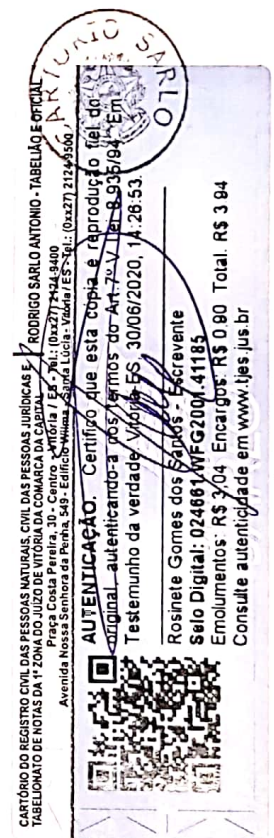 CARTÓRIO DO REGISTRO CIVIL DAS PESSOAS NATURAIS, CIVIL DAS PESSOAS JURÍDICAS E
TABELIONATO DE NOTAS DA 1ª ZONA DO JUÍZO DE VITÓRIA DA COMARCA DA CAPITAL
RODRIGO SARLO ANTONIO - TABELIÃO E OFICIAL
Praça Costa Pereira, 30 - Centro - Vitória / ES - Tel.: (0xx27) 2124-9400
Avenida Nossa Senhora da Penha, 549 - Edifício Wilma - Santa Lúcia - Vitória / ES - Tel.: (0xx27) 2124-9500
AUTENTICAÇÃO. Certifico que esta cópia é reprodução fiel do
original, autenticando-a nos termos do Art.7º,V, Lei 8.935/94. Em
Testemunho da verdade. Vitória-ES, 30/06/2020, 14:26:53.
Rosinete Gomes dos Santos - Escrevente
Selo Digital: 024661.WFG2001.41185
Emolumentos: R$ 3,04 Encargos: R$ 0,90 Total: R$ 3,94
Consulte autenticidade em www.tjes.jus.br
CARTÓRIO SARLO